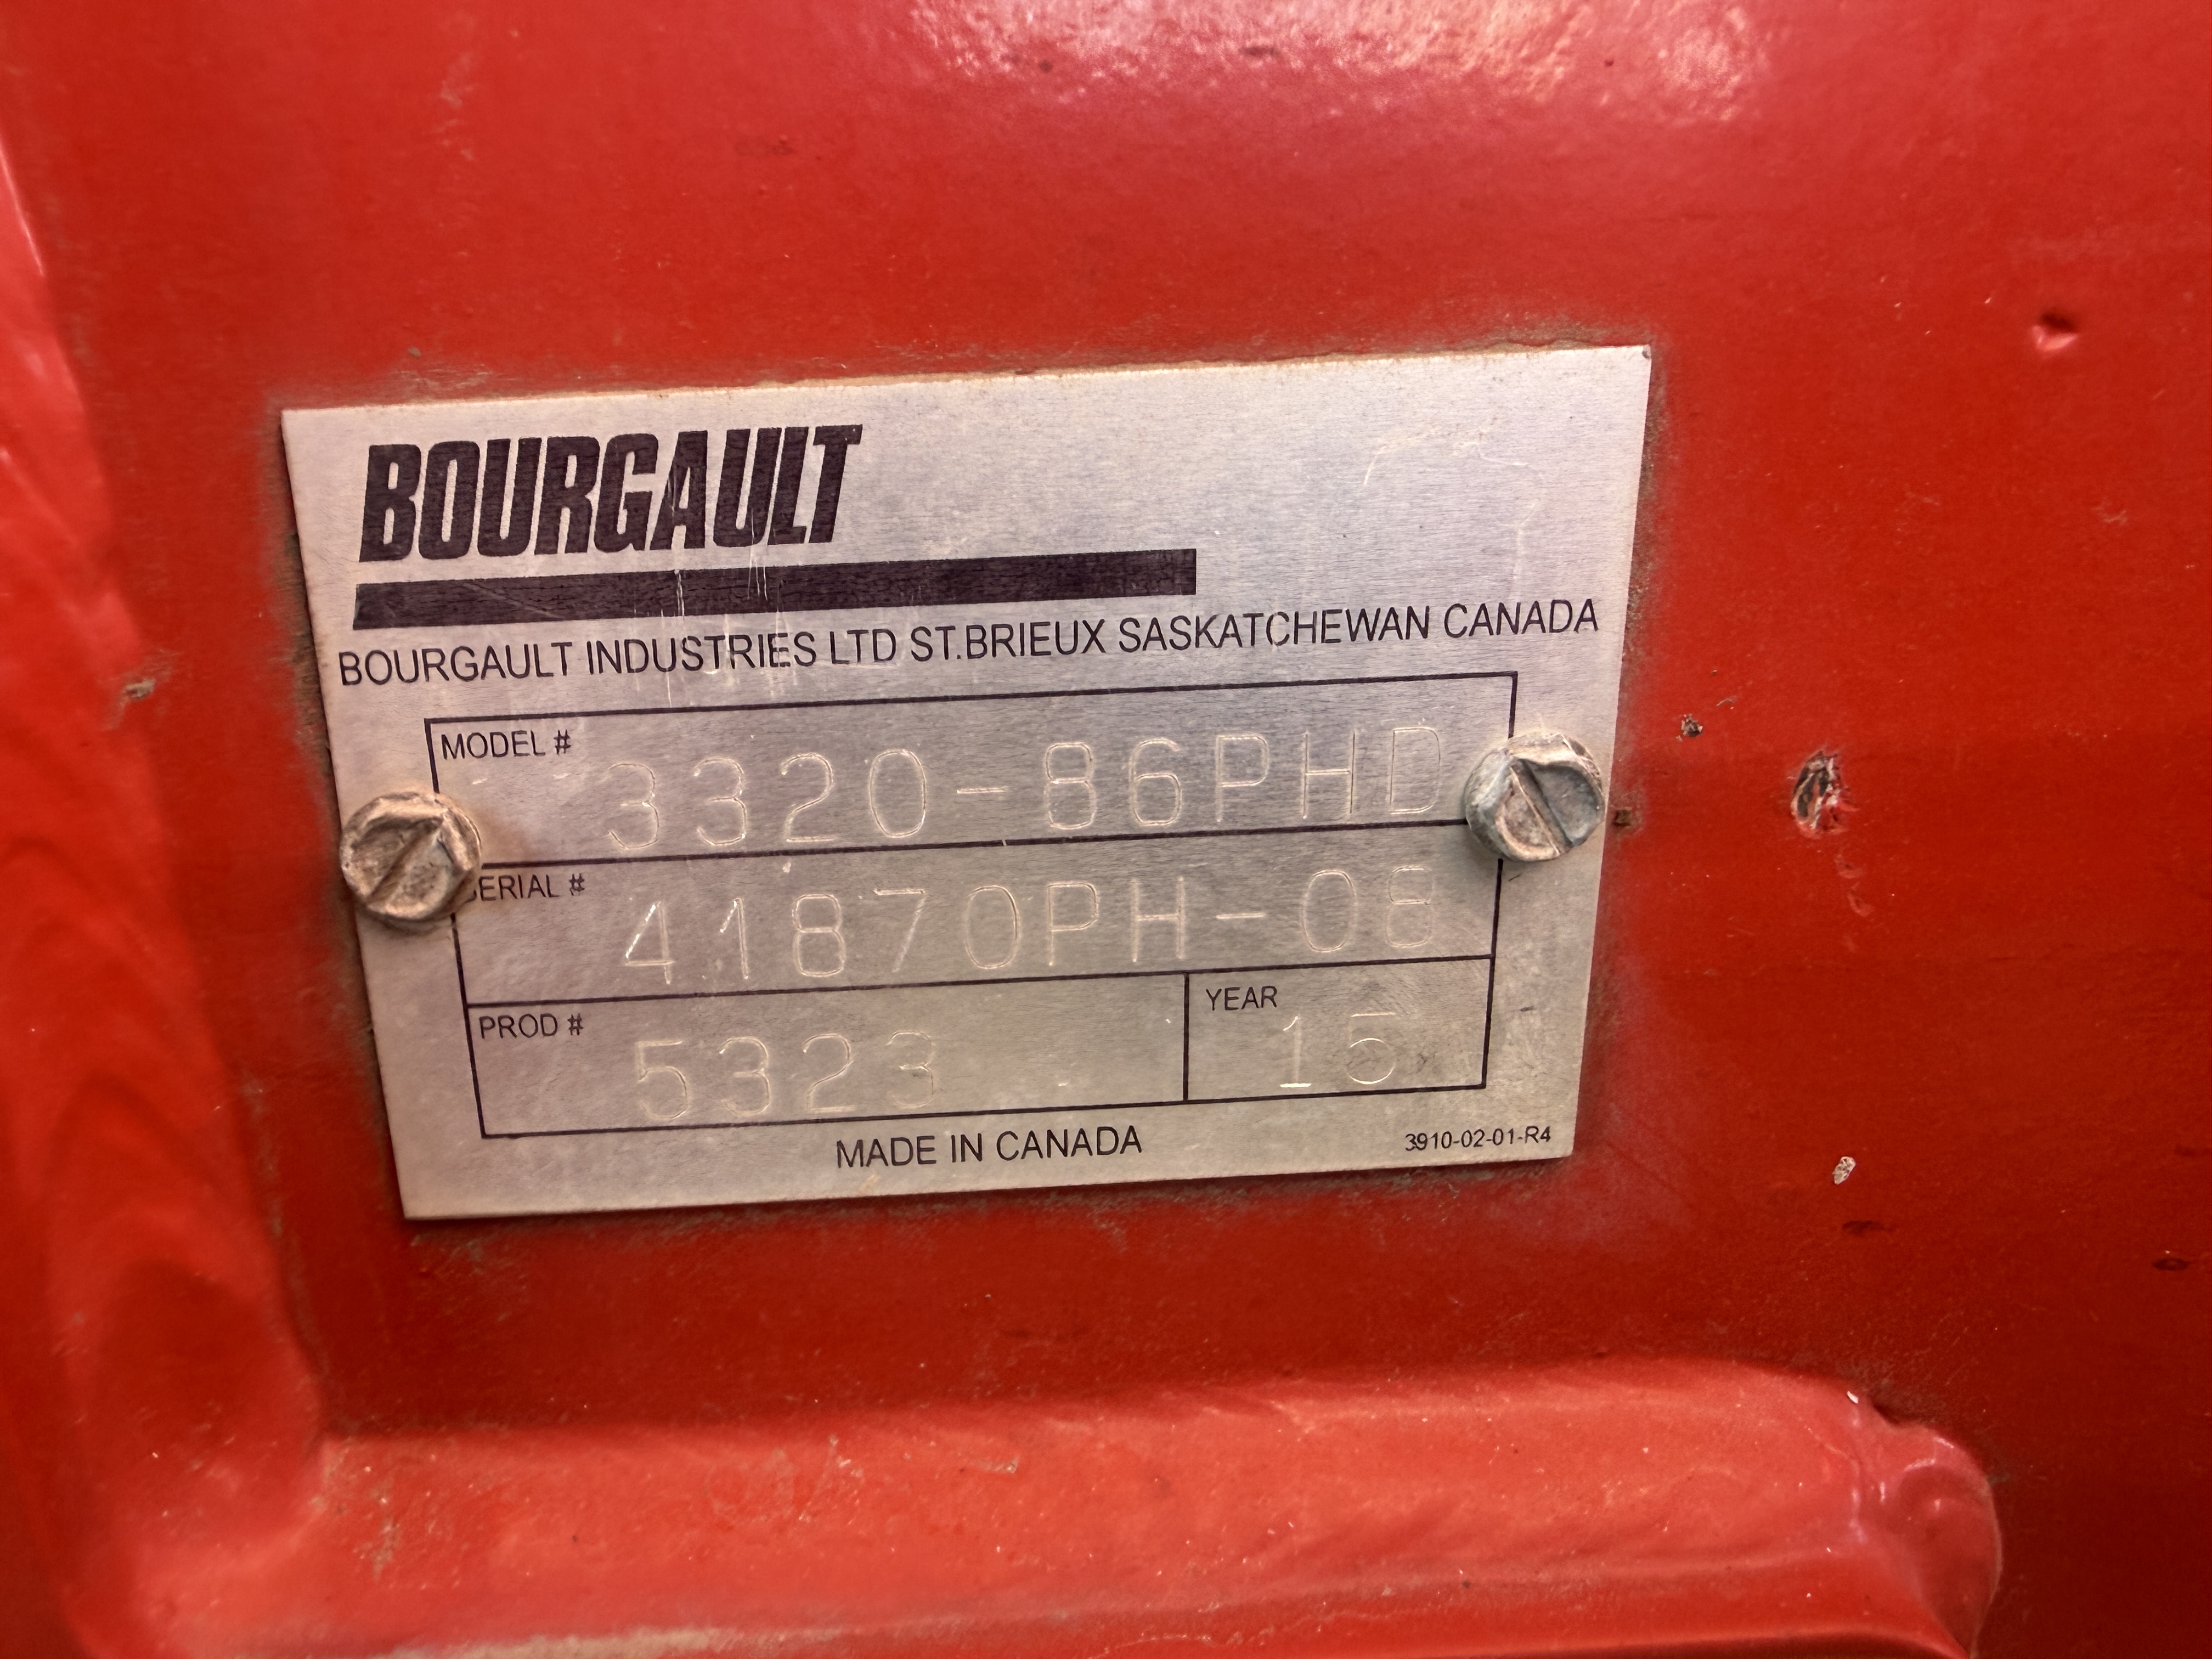 BOURGAULT
BOURGAULT INDUSTRIES LTD ST.BRIEUX SASKATCHEWAN CANADA
MODEL # 3320-86PHD
SERIAL # 41870PH-08
PROD # 5323 YEAR 15
MADE IN CANADA 3910-02-01-R4